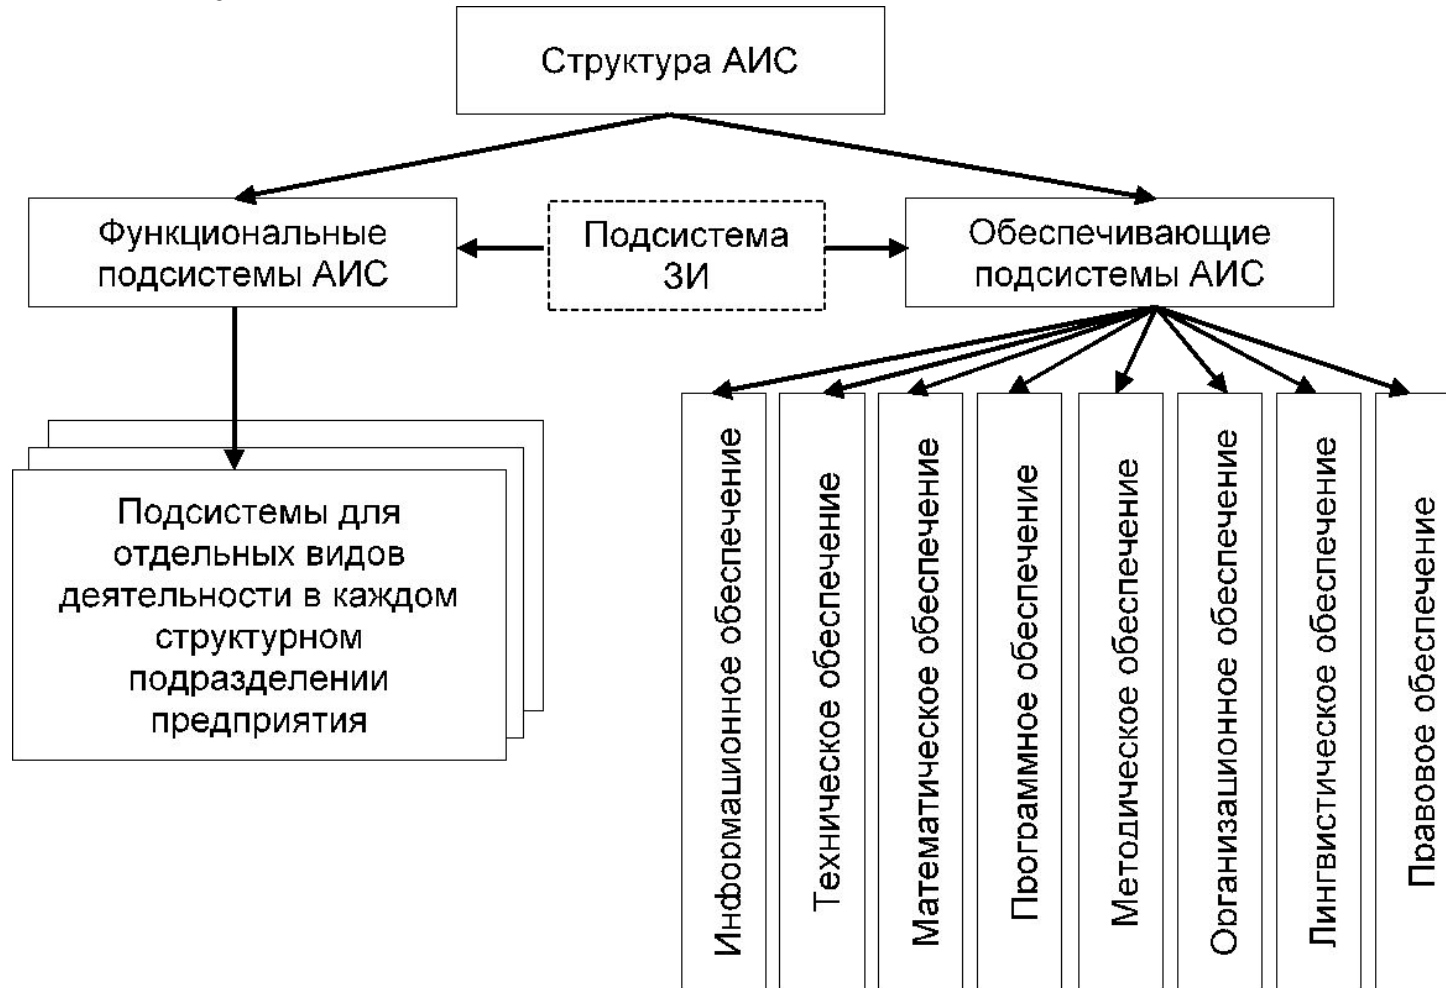 Структура АИС
Функциональные
подсистемы АИС
Подсистема
ЗИ
Обеспечивающие
подсистемы АИС
Подсистемы для
отдельных видов
деятельности в каждом
структурном
подразделении
предприятия
Информационное обеспечение
Техническое обеспечение
Математическое обеспечение
Программное обеспечение
Методическое обеспечение
Организационное обеспечение
Лингвистическое обеспечение
Правовое обеспечение